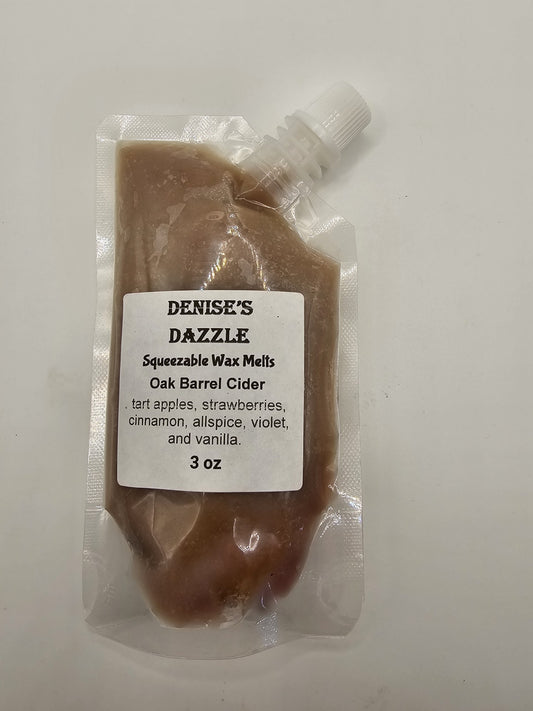 DENISE'S
DAZZLE
Squeezable Wax Melts
Oak Barrel Cider
. tart apples, strawberries,
cinnamon, allspice, violet,
and vanilla.
3 oz